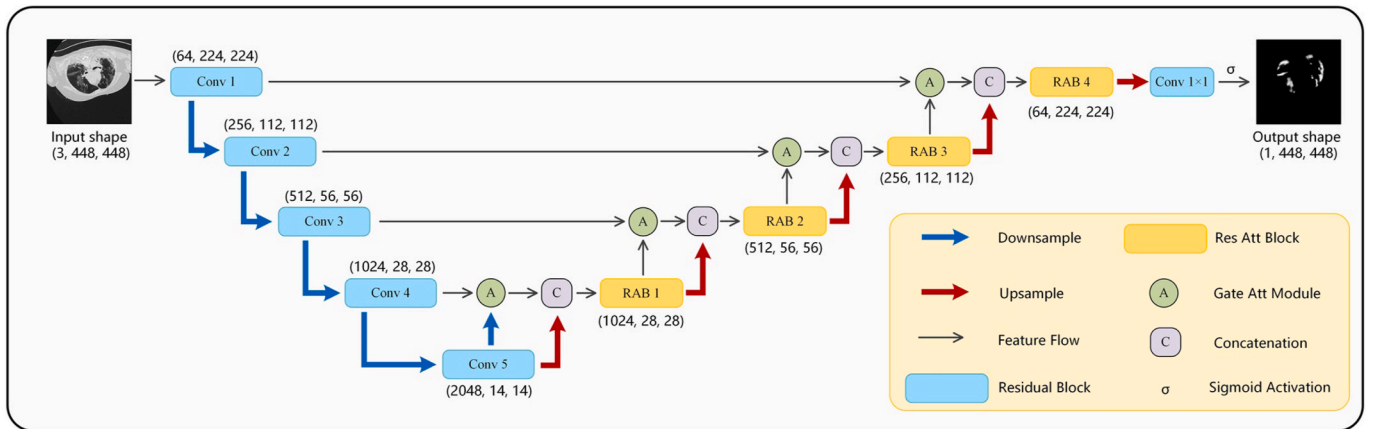 (64, 224, 224)
Conv 1
A
C
RAB 4
Conv 1×1
σ
(64, 224, 224)
Input shape
(3, 448, 448)
Output shape
(1, 448, 448)
(256, 112, 112)
Conv 2
A
C
RAB 3
(256, 112, 112)
(512, 56, 56)
Conv 3
A
C
RAB 2
(512, 56, 56)
(1024, 28, 28)
Conv 4
A
C
RAB 1
(1024, 28, 28)
Conv 5
(2048, 14, 14)
Downsample
Res Att Block
Upsample
A
Gate Att Module
Feature Flow
C
Concatenation
Residual Block
σ
Sigmoid Activation